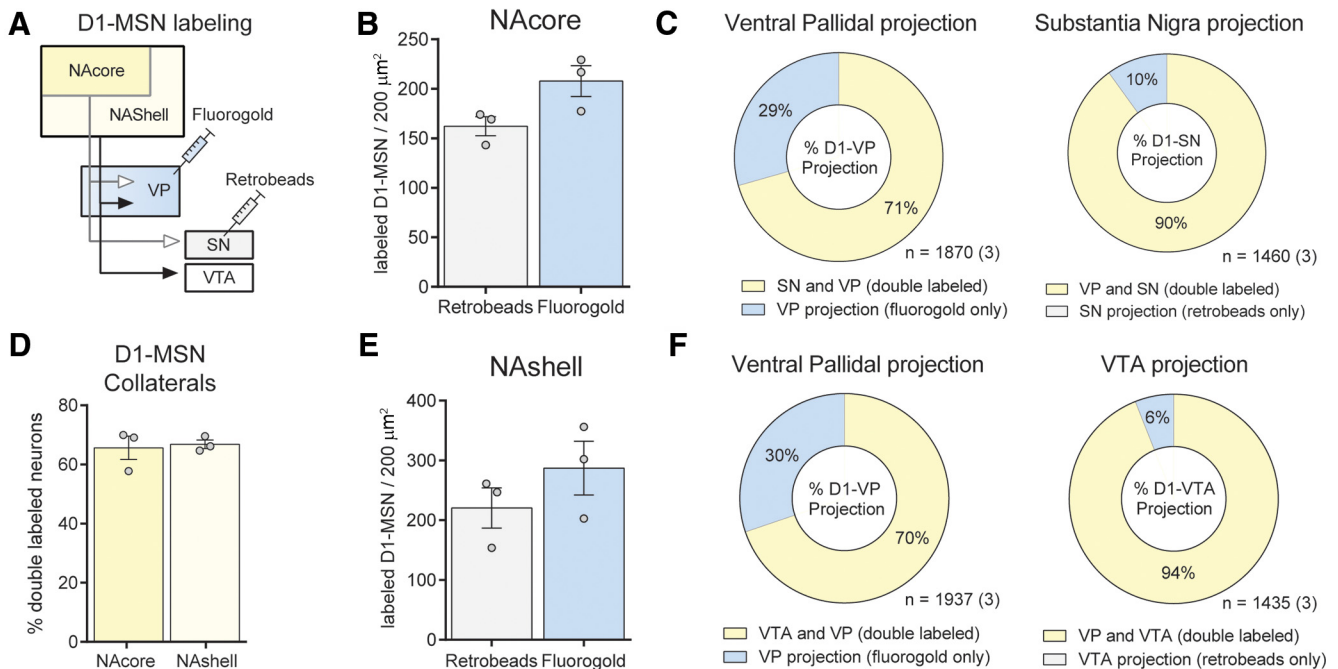 A
D1-MSN labeling
NAcore
NAShell
Fluorogold
VP
Retrobeads
SN
VTA
B
NAcore
labeled D1-MSN / 200 µm²
250
200
150
100
50
0
Retrobeads Fluorogold
C
Ventral Pallidal projection
29%
% D1-VP
Projection
71%
n = 1870 (3)
SN and VP (double labeled)
VP projection (fluorogold only)
Substantia Nigra projection
10%
% D1-SN
Projection
90%
n = 1460 (3)
VP and SN (double labeled)
SN projection (retrobeads only)
D
D1-MSN
Collaterals
% double labeled neurons
80
60
40
20
0
NAcore NAshell
E
NAshell
labeled D1-MSN / 200 µm²
400
300
200
100
0
Retrobeads Fluorogold
F
Ventral Pallidal projection
30%
% D1-VP
Projection
70%
n = 1937 (3)
VTA and VP (double labeled)
VP projection (fluorogold only)
VTA projection
6%
% D1-VTA
Projection
94%
n = 1435 (3)
VP and VTA (double labeled)
VTA projection (retrobeads only)